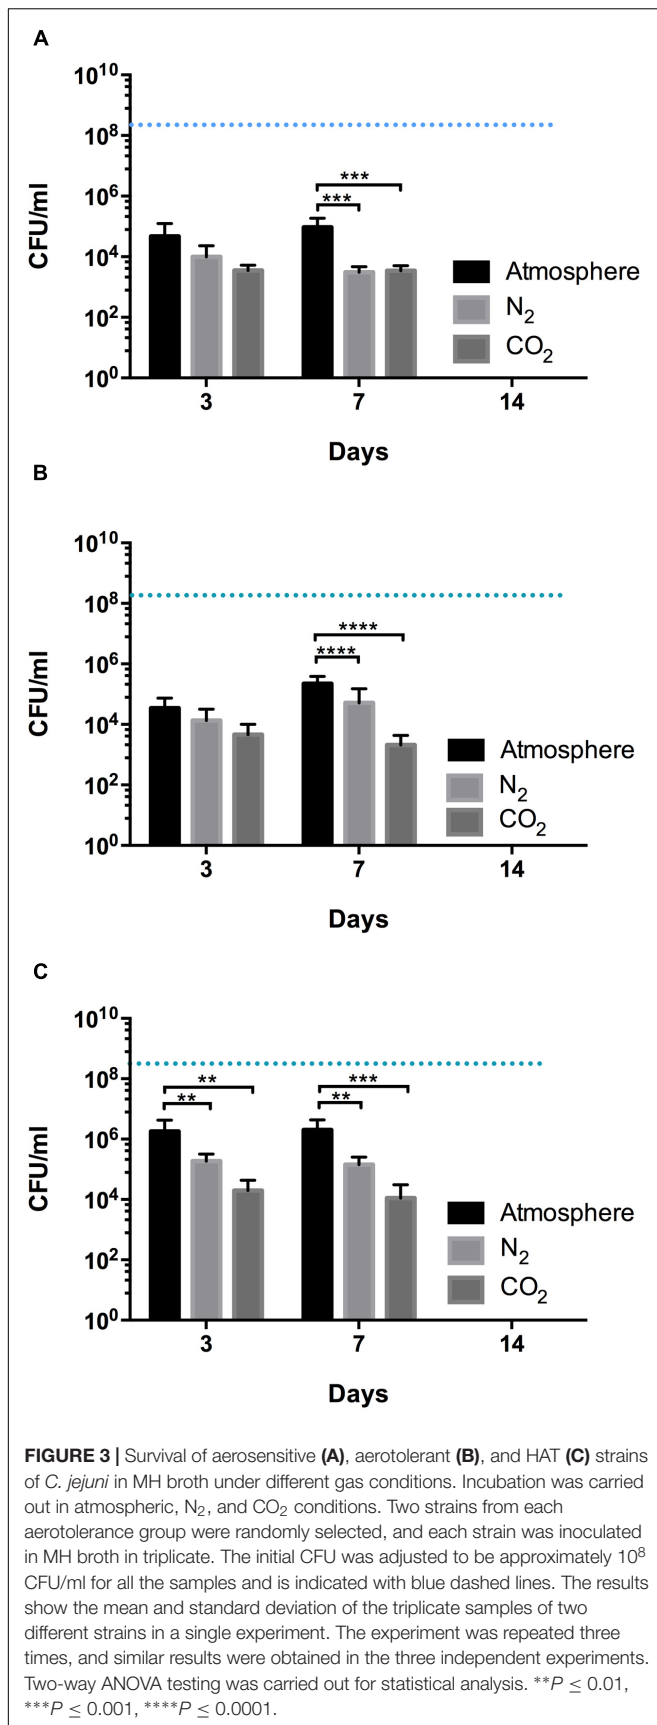 A
10^10
10^8
10^6
10^4
10^2
10^0
CFU/ml
***
***
Atmosphere
N2
CO2
3 7 14
Days
B
10^10
10^8
10^6
10^4
10^2
10^0
CFU/ml
****
****
Atmosphere
N2
CO2
3 7 14
Days
C
10^10
10^8
10^6
10^4
10^2
10^0
CFU/ml
**
**
***
**
Atmosphere
N2
CO2
3 7 14
Days
FIGURE 3 | Survival of aerosensitive (A), aerotolerant (B), and HAT (C) strains
of C. jejuni in MH broth under different gas conditions. Incubation was carried
out in atmospheric, N2, and CO2 conditions. Two strains from each
aerotolerance group were randomly selected, and each strain was inoculated
in MH broth in triplicate. The initial CFU was adjusted to be approximately 10^8
CFU/ml for all the samples and is indicated with blue dashed lines. The results
show the mean and standard deviation of the triplicate samples of two
different strains in a single experiment. The experiment was repeated three
times, and similar results were obtained in the three independent experiments.
Two-way ANOVA testing was carried out for statistical analysis. **P ≤ 0.01,
***P ≤ 0.001, ****P ≤ 0.0001.